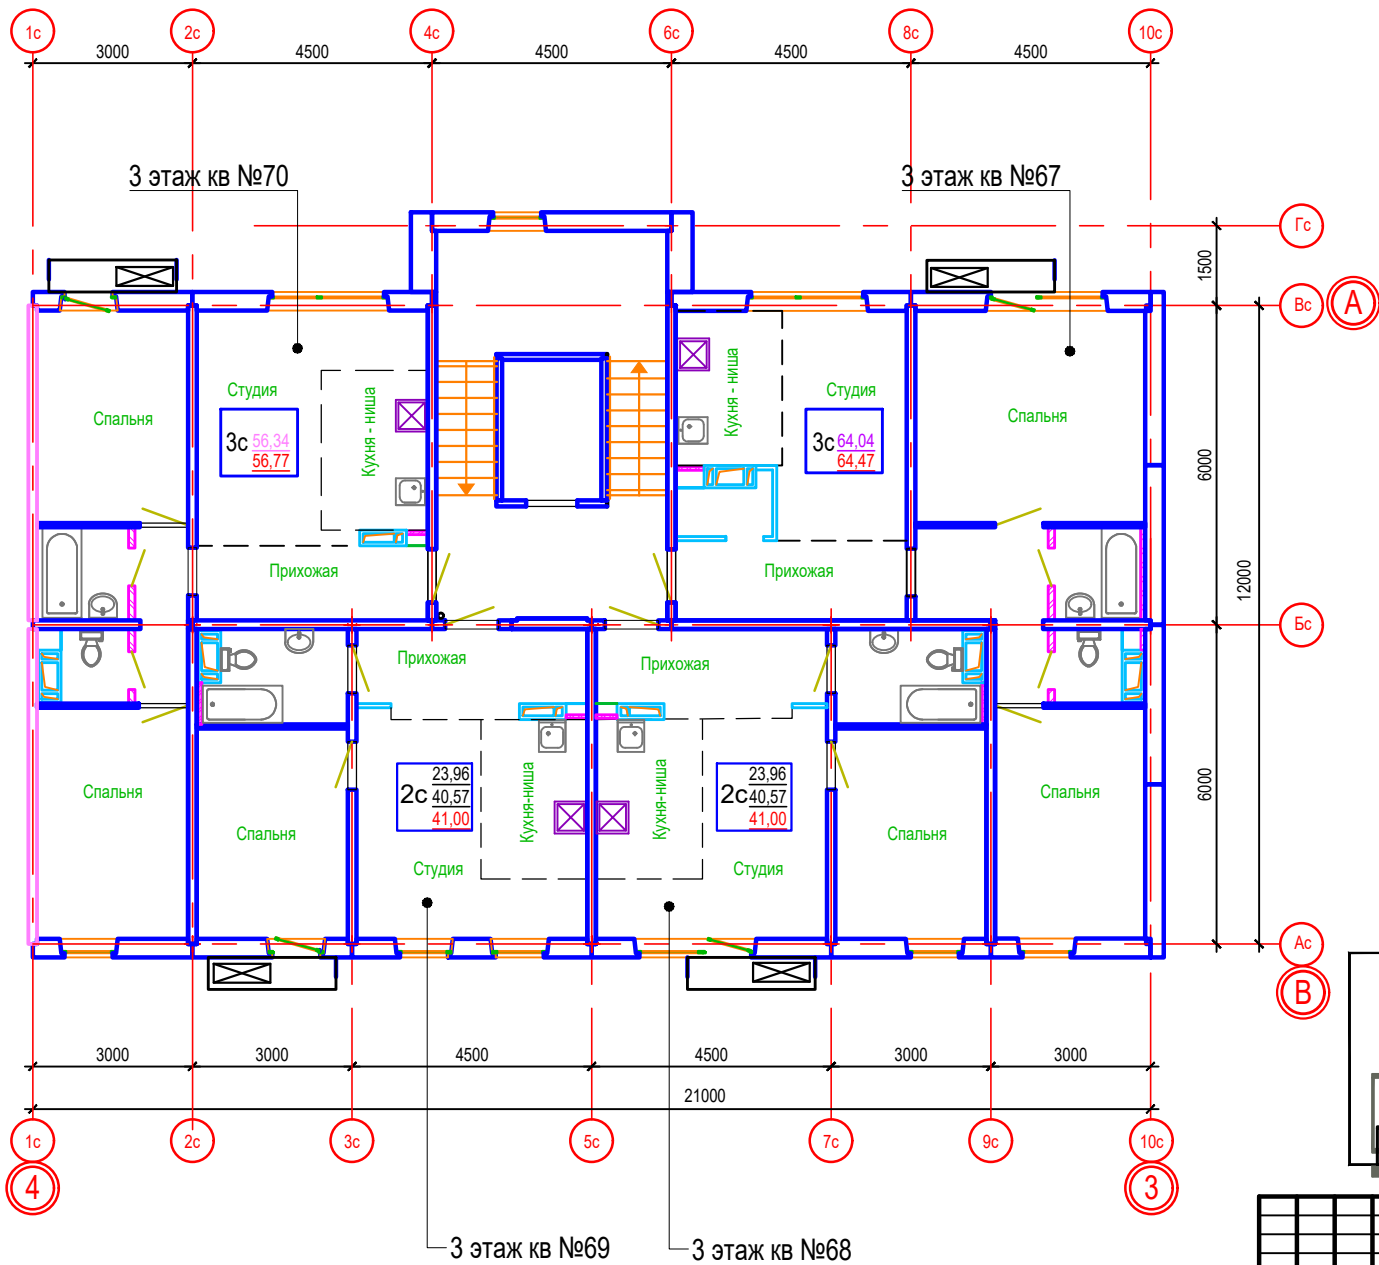 1с 2с 4с 6с 8с 10с
3000 4500 4500 4500 4500
3 этаж кв №70
3 этаж кв №67
Гс
1500
Вс А
Студия
Спальня
Кухня - ниша
3с 56,34
56,77
Кухня - ниша
Студия
Спальня
3с 64,04
64,47
6000
12000
Прихожая
Прихожая
Бс
Прихожая
Прихожая
Спальня
Спальня
2с 23,96
40,57
41,00
Кухня-ниша
Студия
Кухня-ниша
2с 23,96
40,57
41,00
Студия
Спальня
Спальня
6000
Ас
В
3000 3000 4500 4500 3000 3000
21000
1с 2с 3с 5с 7с 9с 10с
4 3
3 этаж кв №69
3 этаж кв №68